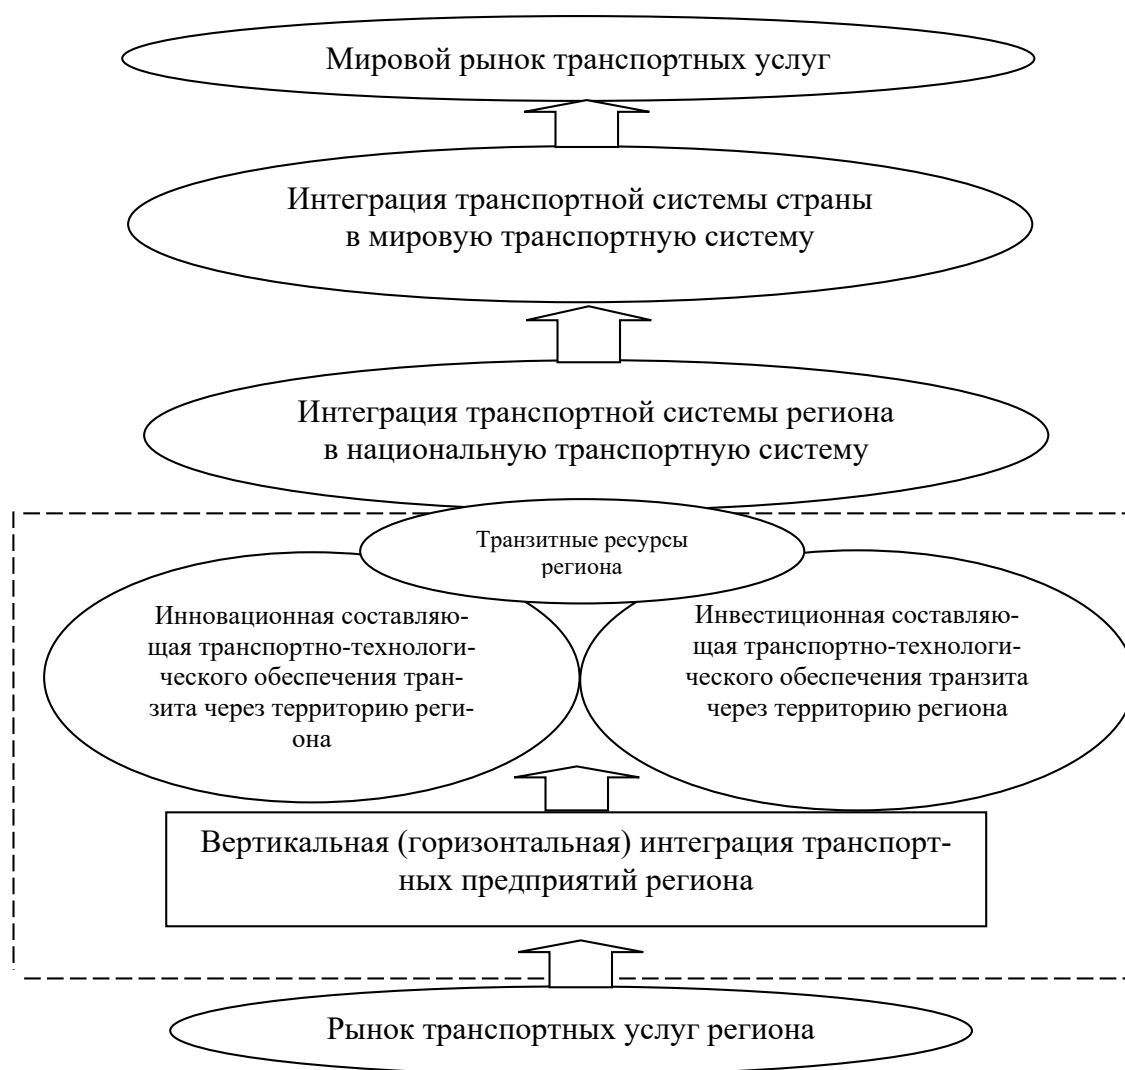 Мировой рынок транспортных услуг
Интеграция транспортной системы страны
в мировую транспортную систему
Интеграция транспортной системы региона
в национальную транспортную систему
Транзитные ресурсы
региона
Инновационная составляю-
щая транспортно-технологи-
ческого обеспечения тран-
зита через территорию реги-
она
Инвестиционная составляю-
щая транспортно-технологи-
ческого обеспечения транзита
через территорию региона
Вертикальная (горизонтальная) интеграция транспорт-
ных предприятий региона
Рынок транспортных услуг региона